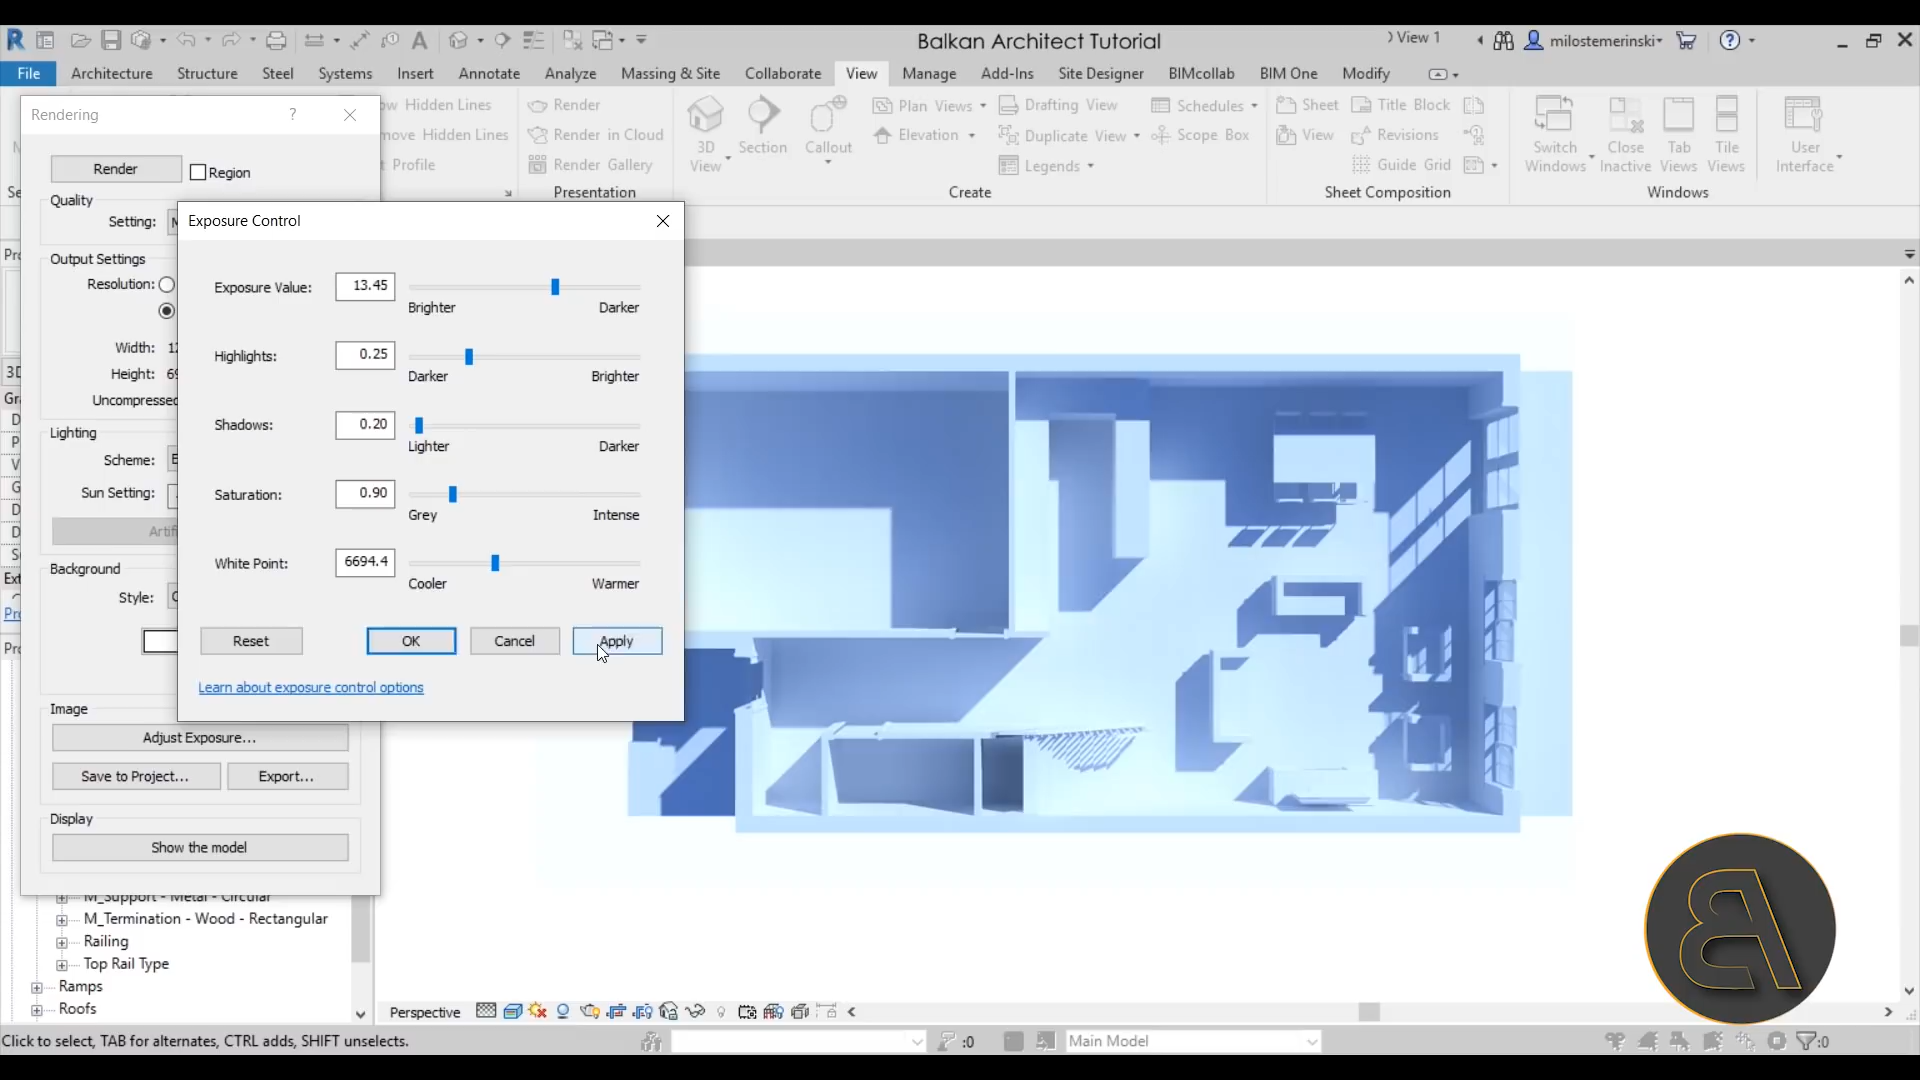 Balkan Architect Tutorial
View 1
milostemerinski
File Architecture Structure Steel Systems Insert Annotate Analyze Massing & Site Collaborate View Manage Add-Ins Site Designer BIMcollab BIM One Modify
Hidden Lines
Hidden Lines
Profile
Render
Render in Cloud
Render Gallery
Presentation
3D
View
Section
Callout
Plan Views
Elevation
Drafting View
Duplicate View
Legends
Schedules
Scope Box
Create
Sheet
View
Title Block
Revisions
Guide Grid
Sheet Composition
Switch
Windows
Close
Inactive
Tab
Views
Tile
Views
User
Interface
Windows
Rendering
?
Render
Region
Quality
Setting:
Output Settings
Resolution:
Width:
Height:
Uncompressed
Lighting
Scheme:
Sun Setting:
Background
Style:
Image
Adjust Exposure...
Save to Project...
Export...
Display
Show the model
Exposure Control
Exposure Value: 13.45
Brighter Darker
Highlights: 0.25
Darker Brighter
Shadows: 0.20
Lighter Darker
Saturation: 0.90
Grey Intense
White Point: 6694.4
Cooler Warmer
Reset OK Cancel Apply
Learn about exposure control options
M_Support - Metal - Circular
M_Termination - Wood - Rectangular
Railing
Top Rail Type
Ramps
Roofs
Perspective
Click to select, TAB for alternates, CTRL adds, SHIFT unselects.
:0
Main Model
:0